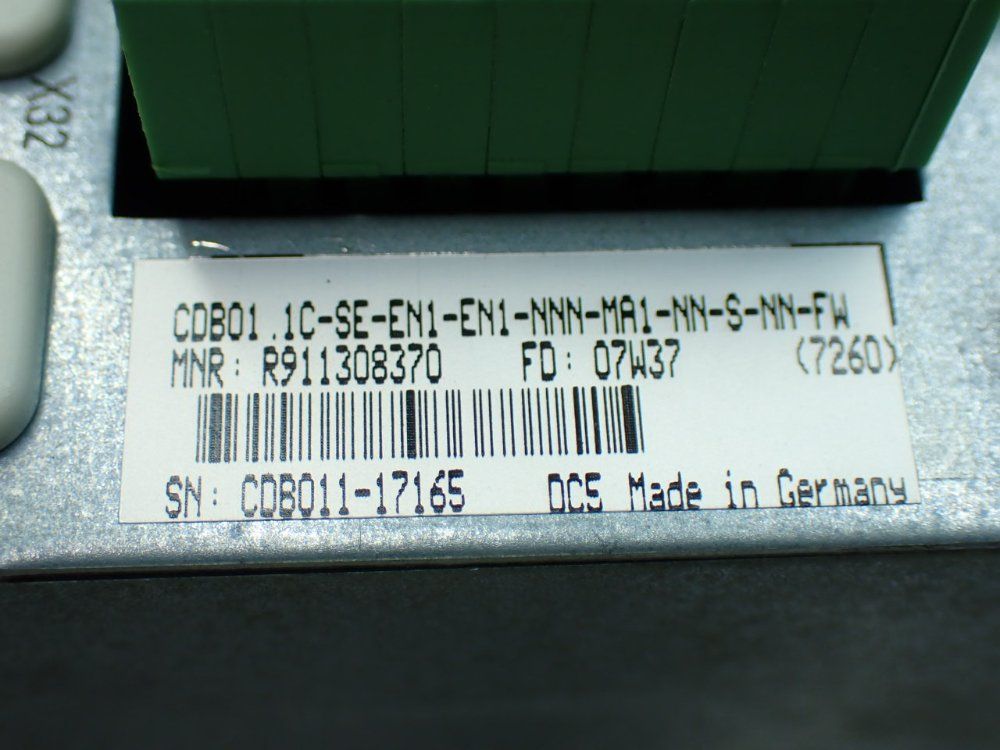 X32
CDB01.1C-SE-EN1-EN1-NNN-MA1-NN-S-NN-FW
MNR: R911308370 FD: 07W37 (7260)
SN: CDB011-17165 DC5 Made in Germany